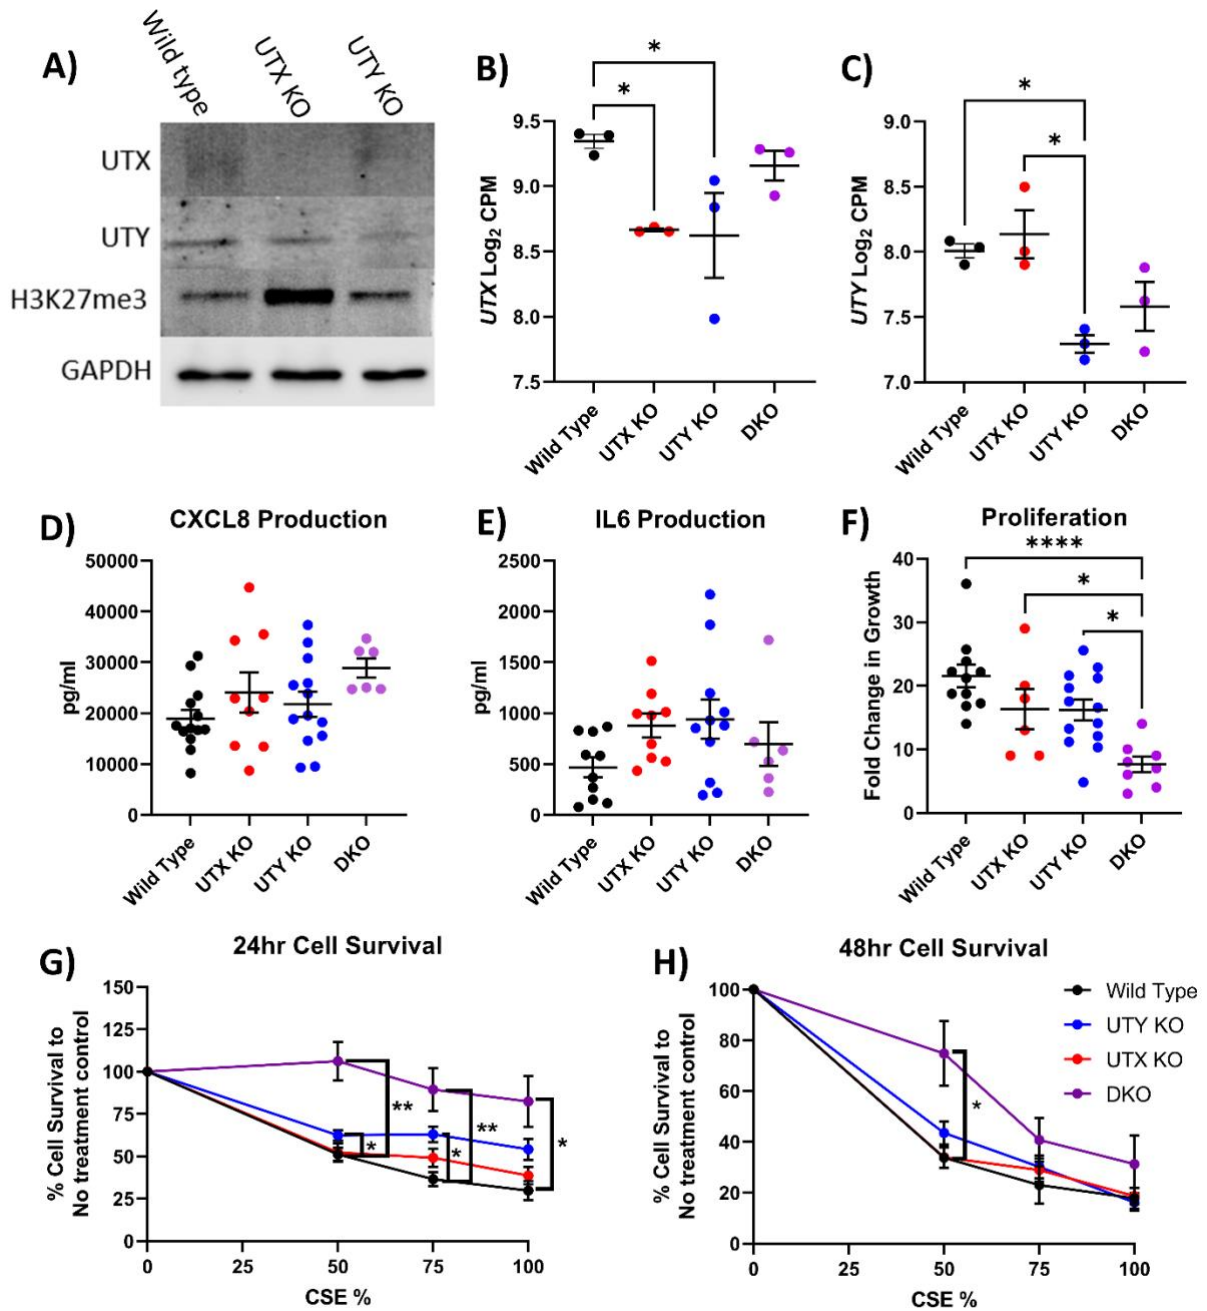 A)
Wild type
UTX KO
UTY KO
UTX
UTY
H3K27me3
GAPDH
B)
*
*
UTX Log2 CPM
9.5
9.0
8.5
8.0
7.5
Wild Type
UTX KO
UTY KO
DKO
C)
*
*
UTY Log2 CPM
9.0
8.5
8.0
7.5
7.0
Wild Type
UTX KO
UTY KO
DKO
D)
CXCL8 Production
pg/ml
50000
40000
30000
20000
10000
0
Wild Type
UTX KO
UTY KO
DKO
E)
IL6 Production
pg/ml
2500
2000
1500
1000
500
0
Wild Type
UTX KO
UTY KO
DKO
F)
Proliferation
****
*
*
Fold Change in Growth
40
30
20
10
0
Wild Type
UTX KO
UTY KO
DKO
G)
24hr Cell Survival
% Cell Survival to
No treatment control
150
125
100
75
50
25
0
**
*
**
*
*
0
25
50
75
100
CSE %
H)
48hr Cell Survival
% Cell Survival to
No treatment control
100
80
60
40
20
0
*
Wild Type
UTY KO
UTX KO
DKO
0
25
50
75
100
CSE %